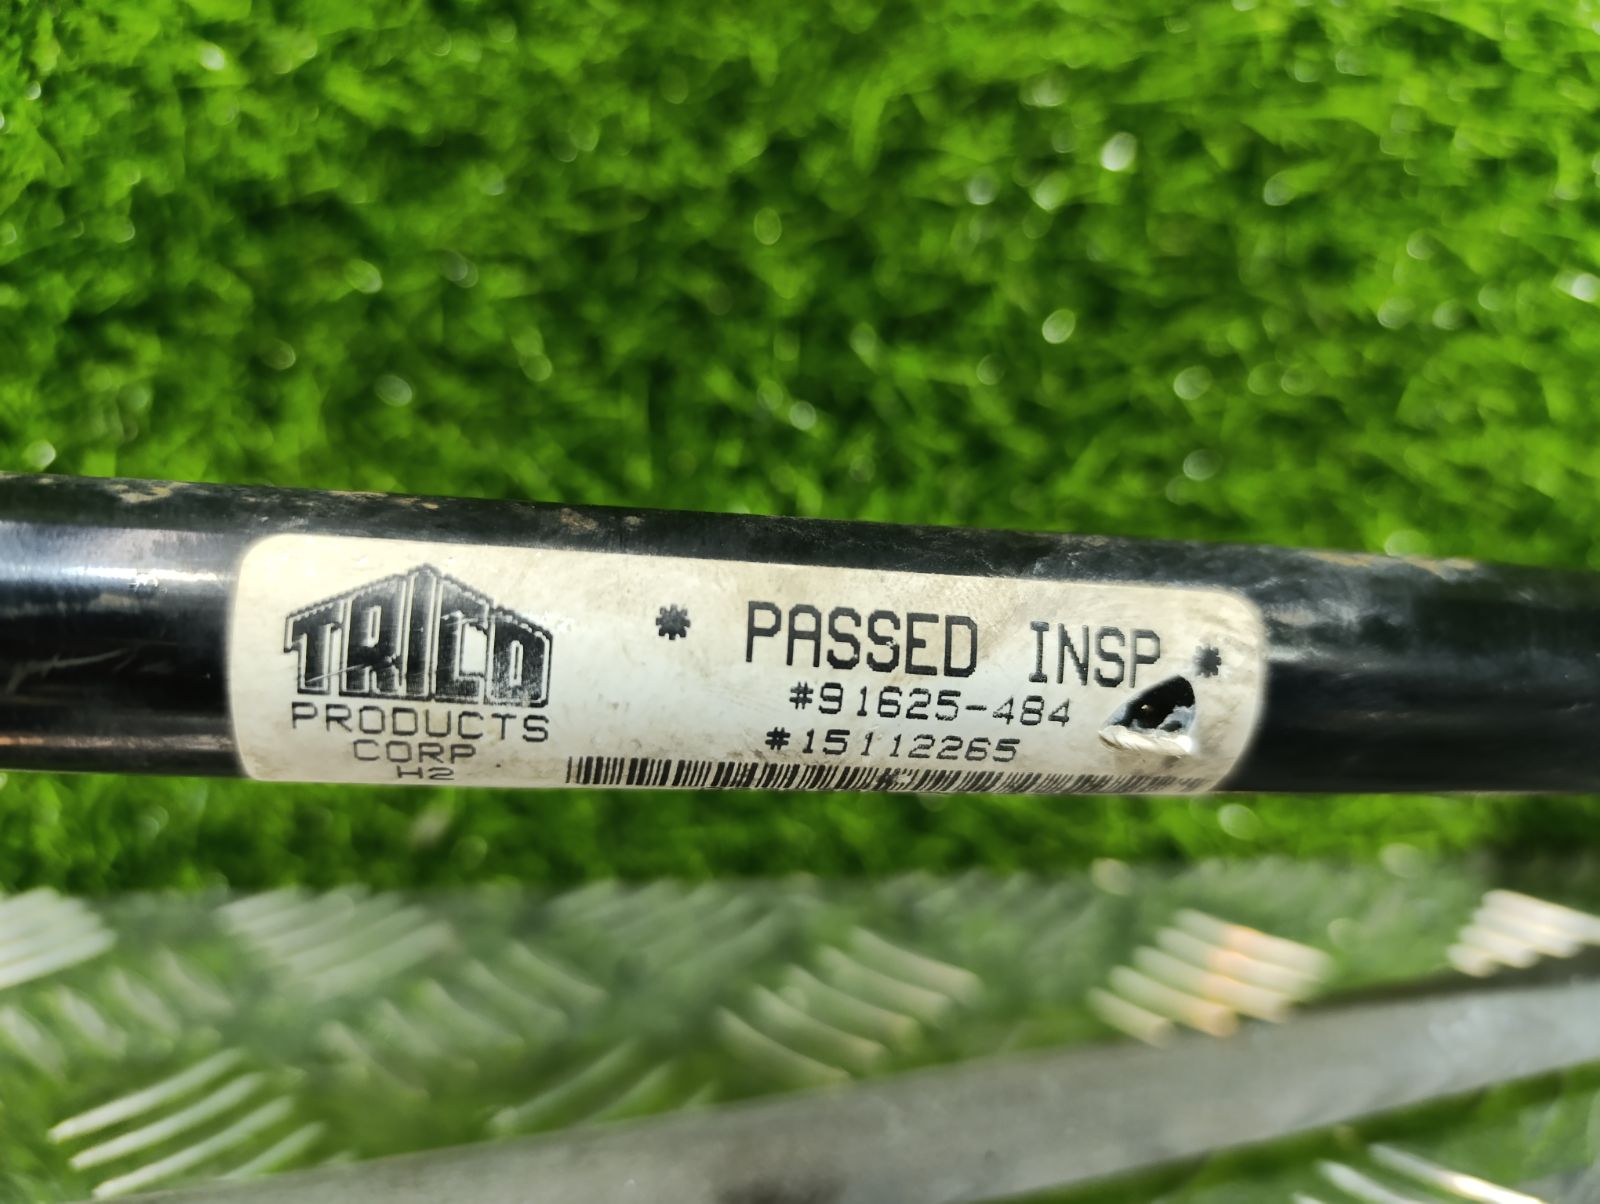 TRICO
PRODUCTS
CORP
H2
* PASSED INSP *
#91625-484
#15112265